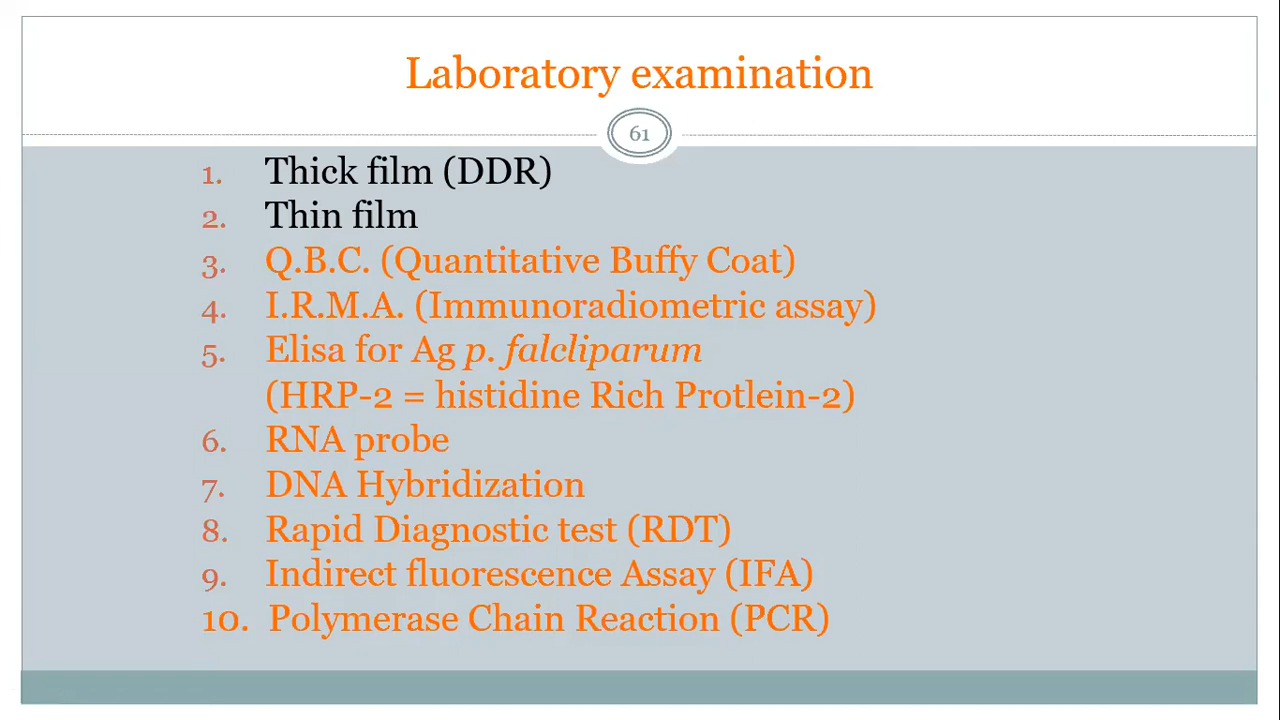 Laboratory examination
61
1. Thick film (DDR)
2. Thin film
3. Q.B.C. (Quantitative Buffy Coat)
4. I.R.M.A. (Immunoradiometric assay)
5. Elisa for Ag p. falcliparum
(HRP-2 = histidine Rich Protlein-2)
6. RNA probe
7. DNA Hybridization
8. Rapid Diagnostic test (RDT)
9. Indirect fluorescence Assay (IFA)
10. Polymerase Chain Reaction (PCR)